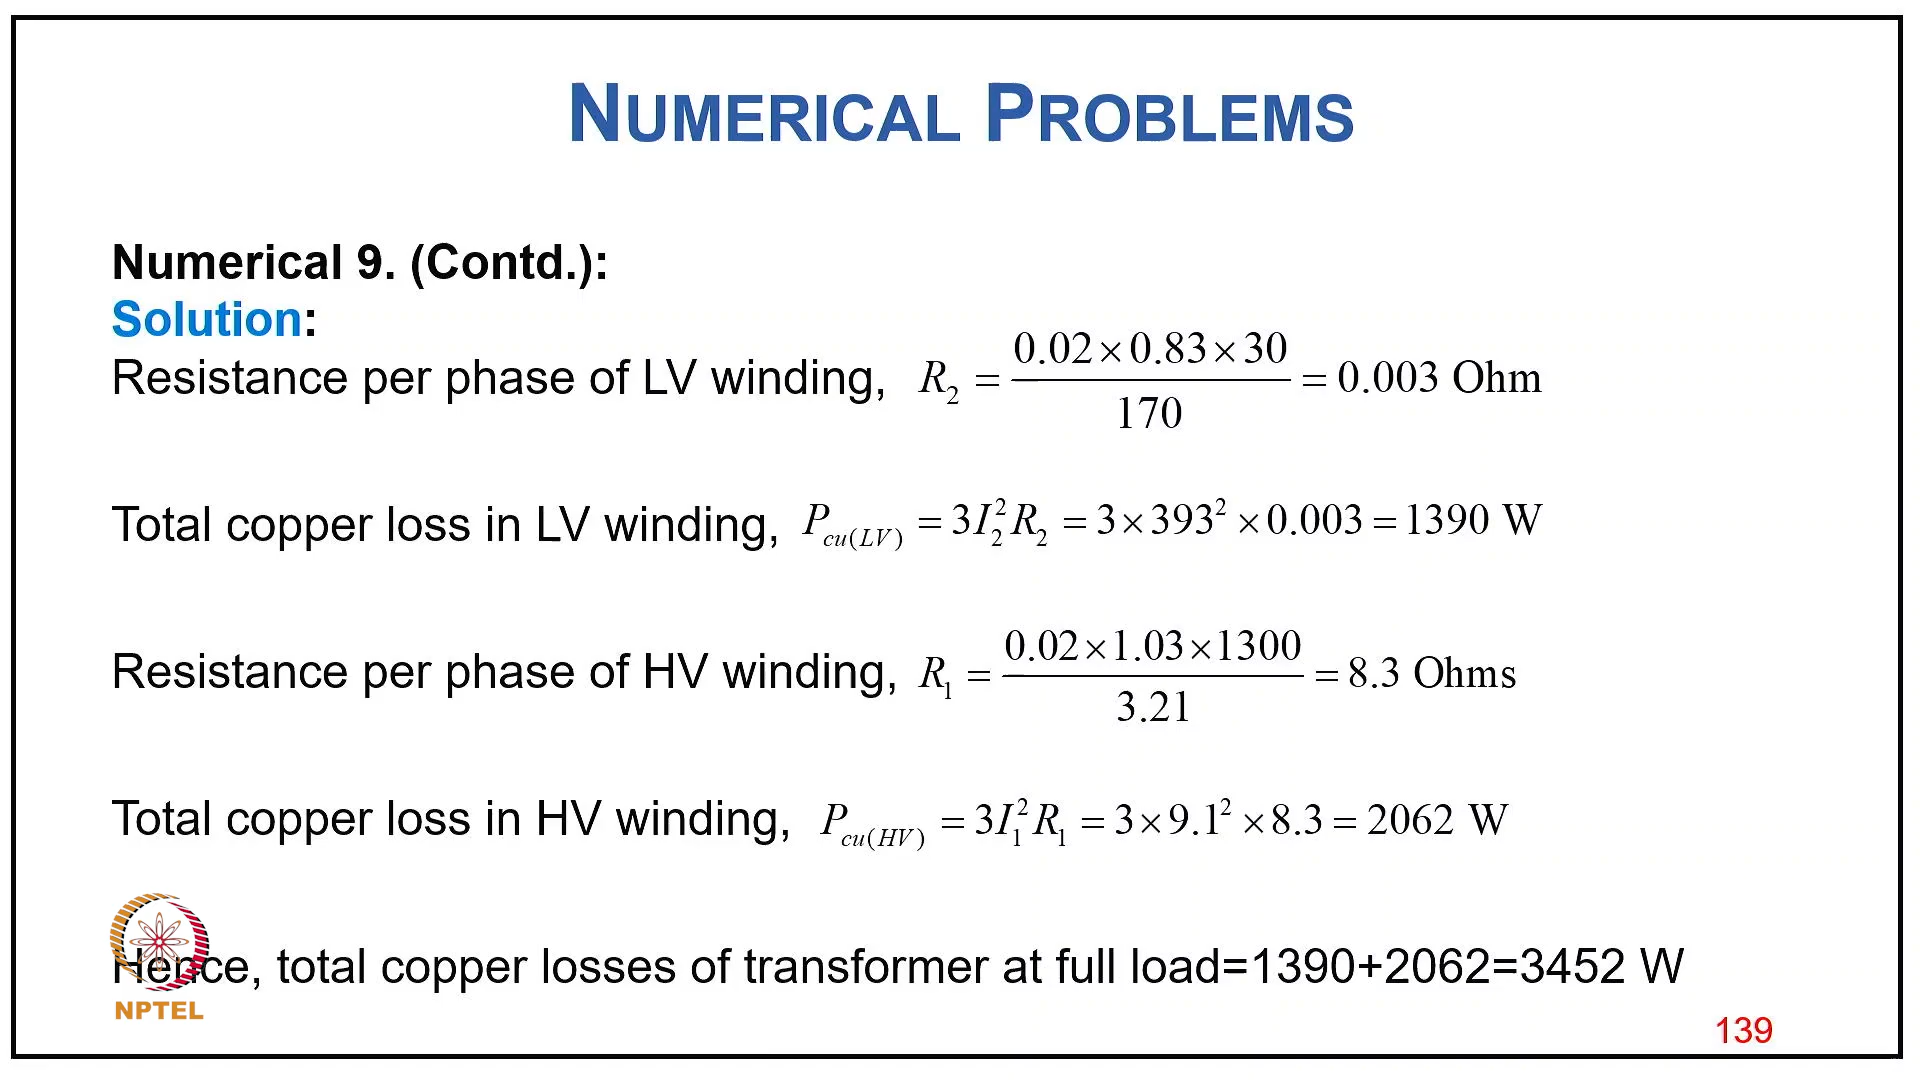 NUMERICAL PROBLEMS
Numerical 9. (Contd.):
Solution:
Resistance per phase of LV winding, R₂ = (0.02×0.83×30)/170 = 0.003 Ohm
Total copper loss in LV winding, P_cu(LV) = 3I₂²R₂ = 3×393²×0.003 = 1390 W
Resistance per phase of HV winding, R₁ = (0.02×1.03×1300)/3.21 = 8.3 Ohms
Total copper loss in HV winding, P_cu(HV) = 3I₁²R₁ = 3×9.1²×8.3 = 2062 W
Hence, total copper losses of transformer at full load=1390+2062=3452 W
NPTEL
139